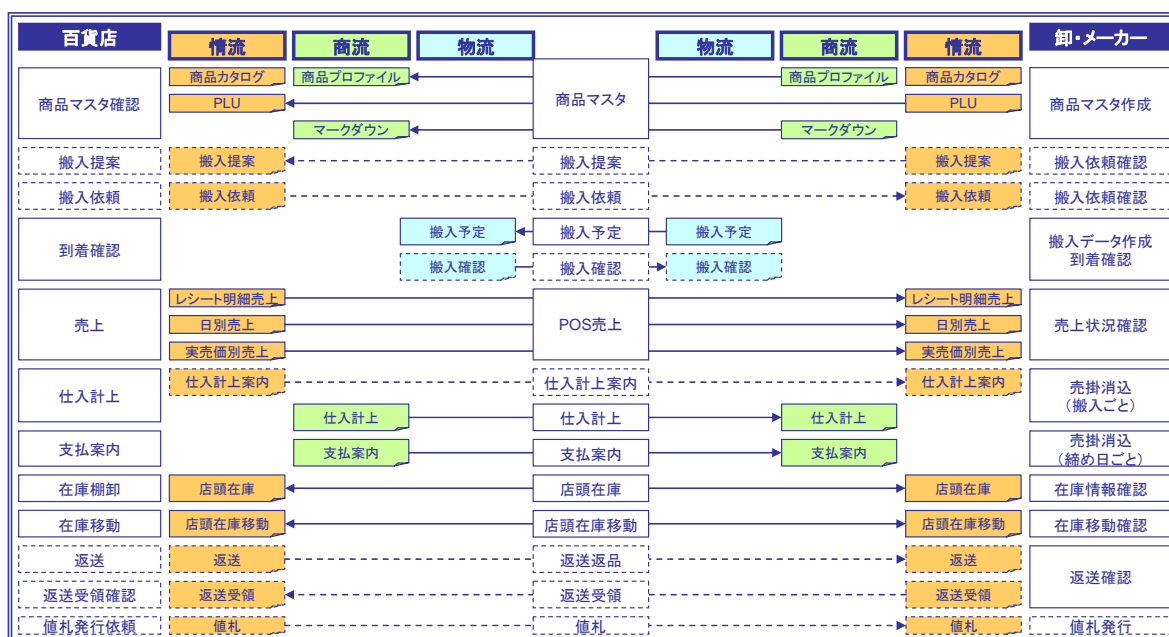 百貨店 情流 商流 物流 物流 商流 情流 卸・メーカー
商品マスタ確認
商品カタログ 商品プロファイル
PLU
マークダウン
商品マスタ
商品プロファイル 商品カタログ
PLU
マークダウン
商品マスタ作成
搬入提案 搬入提案 搬入提案 搬入提案 搬入依頼確認
搬入依頼 搬入依頼 搬入依頼 搬入依頼 搬入依頼確認
到着確認
搬入予定 搬入予定 搬入予定
搬入確認 搬入確認 搬入確認
搬入データ作成
到着確認
売上
レシート明細売上
日別売上
実売価別売上
POS売上
レシート明細売上
日別売上
実売価別売上
売上状況確認
仕入計上
仕入計上案内 仕入計上案内 仕入計上案内
仕入計上 仕入計上 仕入計上
売掛消込
(搬入ごと)
支払案内 支払案内 支払案内 支払案内
売掛消込
(締め日ごと)
在庫棚卸 店頭在庫 店頭在庫 店頭在庫 在庫情報確認
在庫移動 店頭在庫移動 店頭在庫移動 店頭在庫移動 在庫移動確認
返送 返送 返送返品 返送
返送確認
返送受領確認 返送受領 返送受領 返送受領
値札発行依頼 値札 値札 値札 値札発行